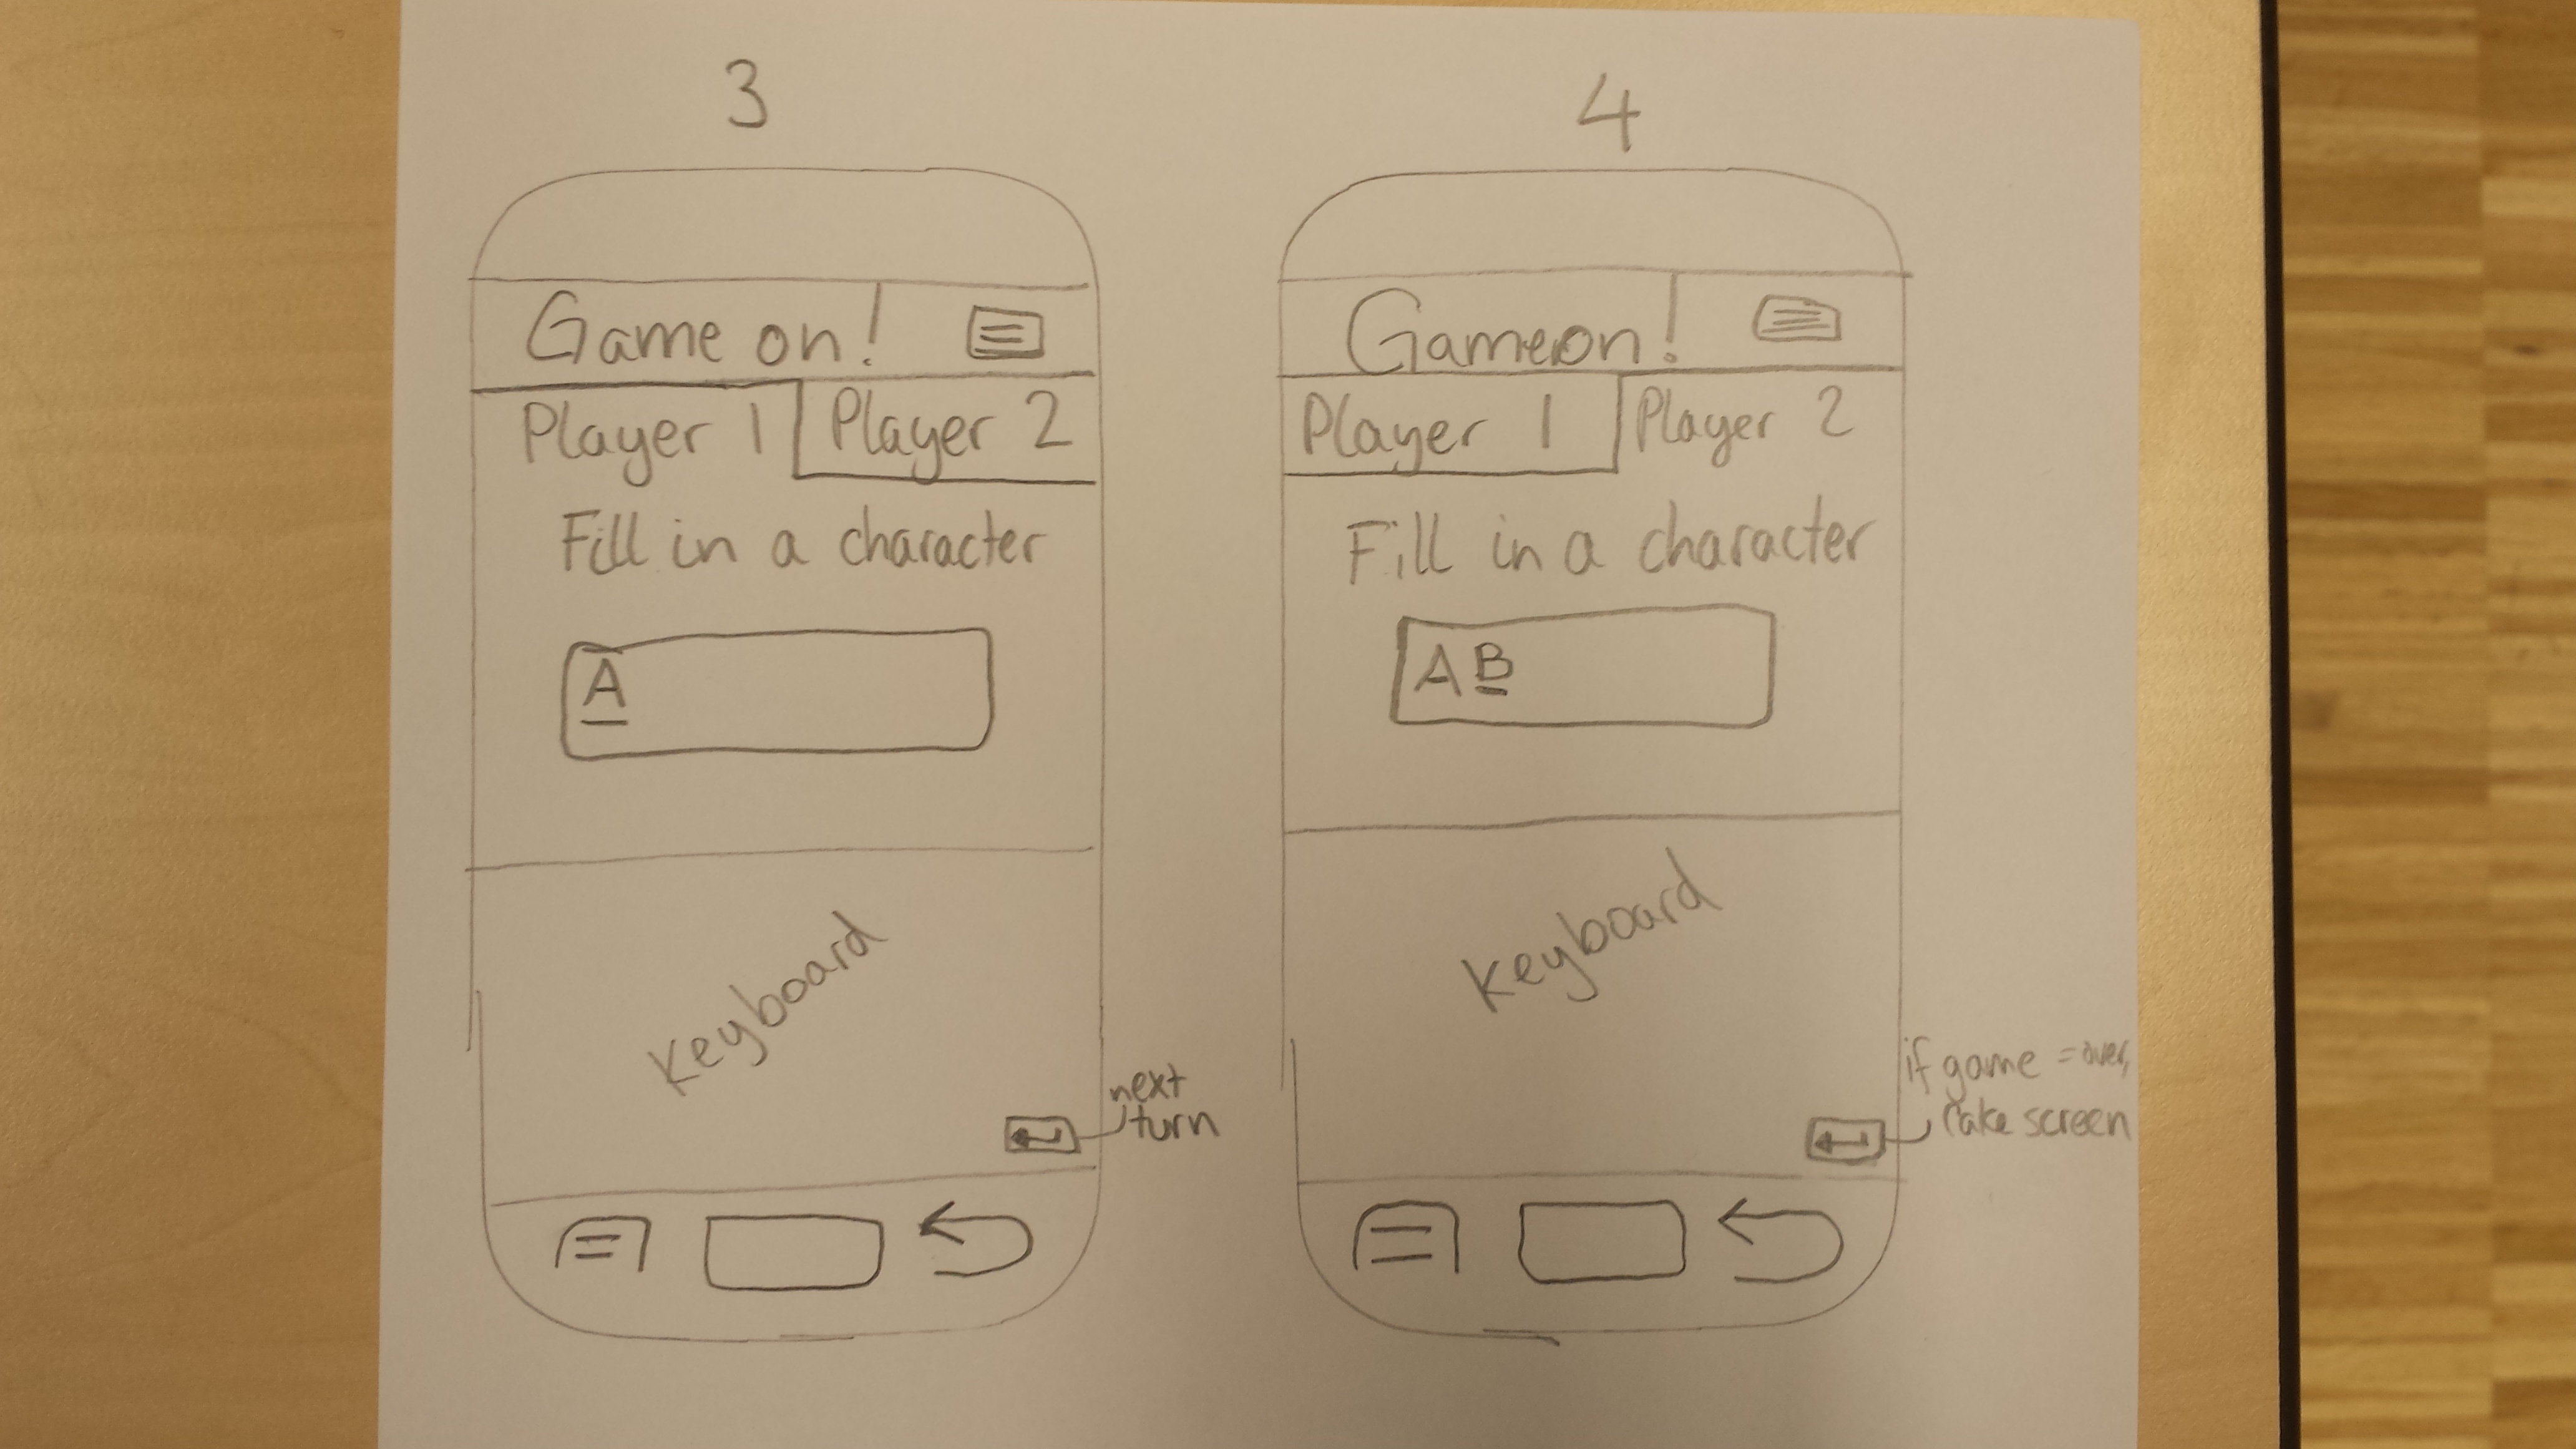 3
Game on!
Player 1 Player 2
Fill in a character
A
Keyboard
next
turn
4
Gameon!
Player 1 Player 2
Fill in a character
AB
Keyboard
if game = over,
screen